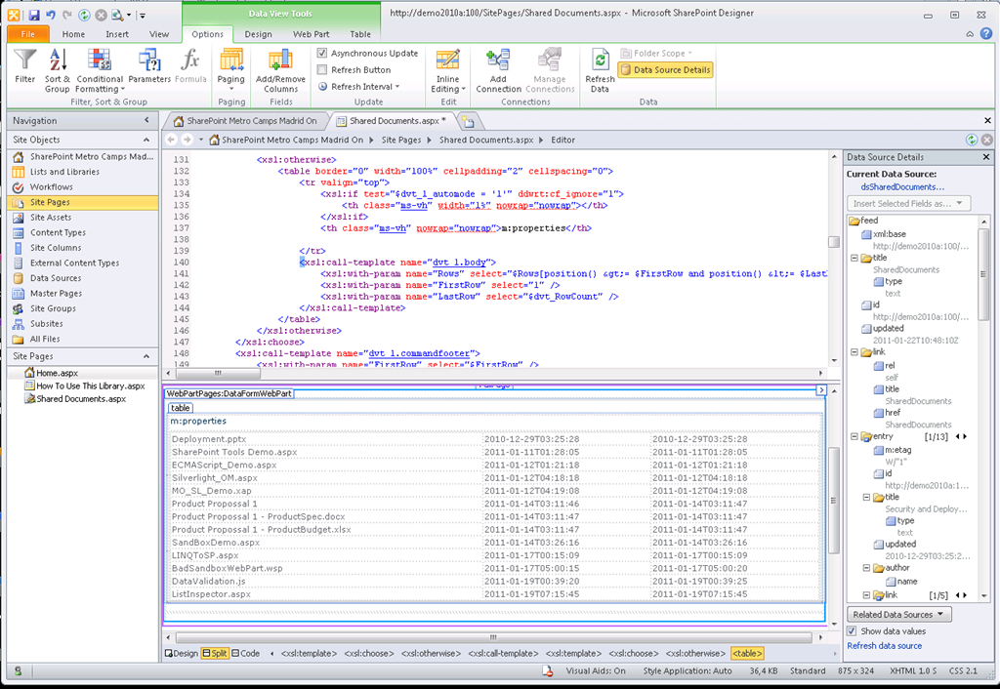 Data View Tools
http://demo2010a:100/SitePages/Shared Documents.aspx - Microsoft SharePoint Designer
File Home Insert View Options Design Web Part Table
Filter
Sort & Group
Conditional Formatting
Parameters
Formula
Filter, Sort & Group
Paging
Paging
Add/Remove Columns
Fields
Asynchronous Update
Refresh Button
Refresh Interval
Update
Inline Editing
Edit
Add Connection
Manage Connections
Connections
Refresh Data
Folder Scope
Data Source Details
Data
Navigation
Site Objects
SharePoint Metro Camps Mad...
Lists and Libraries
Workflows
Site Pages
Site Assets
Content Types
Site Columns
External Content Types
Data Sources
Master Pages
Site Groups
Subsites
All Files
Site Pages
Home.aspx
How To Use This Library.aspx
Shared Documents.aspx
SharePoint Metro Camps Madrid On
Shared Documents.aspx *
SharePoint Metro Camps Madrid On Site Pages Shared Documents.aspx Editor
131 <xsl:otherwise>
132 <table border="0" width="100%" cellpadding="2" cellspacing="0">
133 <tr valign="top">
134 <xsl:if test="$dvt_1_automode = '1'" ddwrt:cf_ignore="1">
135 <th class="ms-vh" width="1%" nowrap="nowrap"></th>
136 </xsl:if>
137 <th class="ms-vh" nowrap="nowrap">m:properties</th>
138
139 </tr>
140 <xsl:call-template name="dvt_1.body">
141 <xsl:with-param name="Rows" select="$Rows[position() &gt;= $FirstRow and position() &lt;= $Last
142 <xsl:with-param name="FirstRow" select="1" />
143 <xsl:with-param name="LastRow" select="$dvt_RowCount" />
144 </xsl:call-template>
145 </table>
146 </xsl:otherwise>
147 </xsl:choose>
148 <xsl:call-template name="dvt_1.commandfooter">
149 <xsl:with-param name="FirstRow" select="$FirstRow" />
WebPartPages:DataFormWebPart
table
m:properties
Deployment.pptx 2010-12-29T03:25:28 2010-12-29T03:25:28
SharePoint Tools Demo.aspx 2011-01-11T01:28:05 2011-01-11T01:28:05
ECMAScript_Demo.aspx 2011-01-12T01:21:18 2011-01-12T01:21:18
Silverlight_OM.aspx 2011-01-12T04:18:18 2011-01-12T04:18:18
MO_SL_Demo.xap 2011-01-12T04:19:08 2011-01-12T04:19:08
Product Propossal 1 2011-01-14T03:11:46 2011-01-14T03:11:46
Product Propossal 1 - ProductSpec.docx 2011-01-14T03:11:47 2011-01-14T03:11:47
Product Propossal 1 - ProductBudget.xlsx 2011-01-14T03:11:47 2011-01-14T03:11:47
SandBoxDemo.aspx 2011-01-14T03:26:16 2011-01-14T03:26:16
LINQToSP.aspx 2011-01-17T00:15:09 2011-01-17T00:15:09
BadSandboxWebPart.wsp 2011-01-17T05:00:15 2011-01-17T05:00:20
DataValidation.js 2011-01-19T00:39:20 2011-01-19T00:39:25
ListInspector.aspx 2011-01-19T07:15:45 2011-01-19T07:15:45
Design Split Code <xsl:template> <xsl:choose> <xsl:otherwise> <xsl:call-template> <xsl:template> <xsl:choose> <xsl:otherwise> <table>
Data Source Details
Current Data Source:
dsSharedDocuments...
Insert Selected Fields as...
feed
xml:base
http://demo2010a:100/...
title
SharedDocuments
type
text
id
http://demo2010a:100/...
updated
2011-01-22T10:48:10Z
link
rel
self
title
SharedDocuments
href
SharedDocuments
entry [1/13]
m:etag
W/"1"
id
http://demo2010a:1...
title
Security and Deploy...
type
text
updated
2010-12-29T03:25:2...
author
name
link [1/5]
Related Data Sources
Show data values
Refresh data source
Visual Aids: On Style Application: Auto 36,4 KB Standard 875 x 324 XHTML 1.0 S CSS 2.1